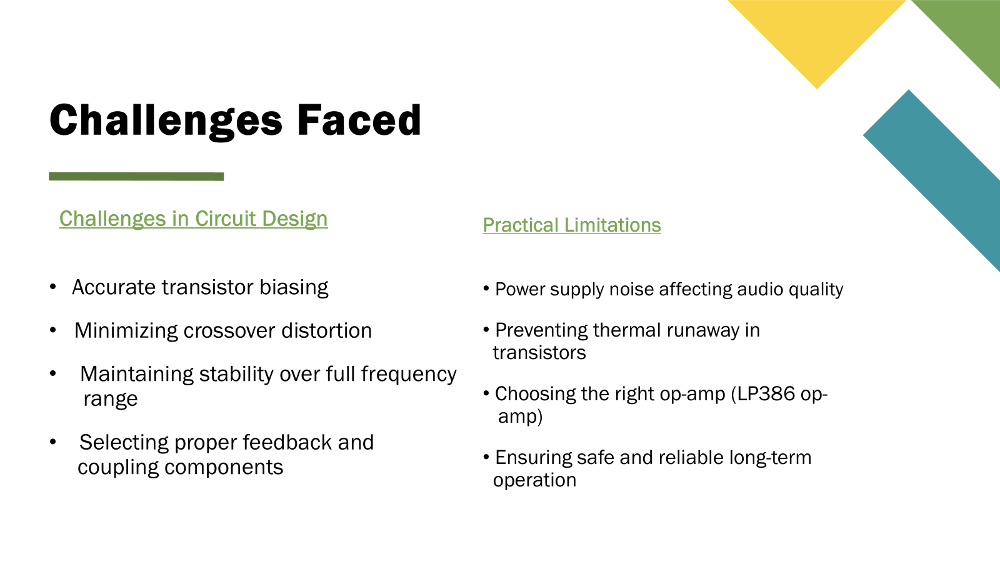 Challenges Faced
Challenges in Circuit Design
• Accurate transistor biasing
• Minimizing crossover distortion
• Maintaining stability over full frequency
range
• Selecting proper feedback and
coupling components
Practical Limitations
• Power supply noise affecting audio quality
• Preventing thermal runaway in
transistors
• Choosing the right op-amp (LP386 op-
amp)
• Ensuring safe and reliable long-term
operation